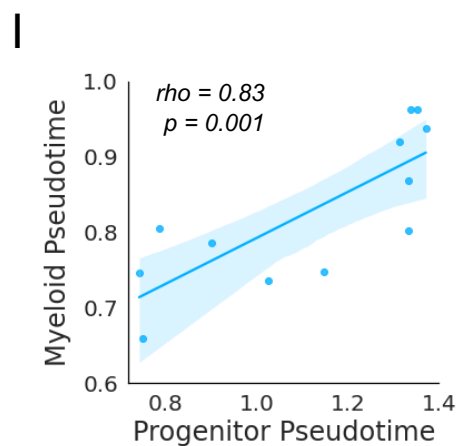 I
rho = 0.83
p = 0.001
Myeloid Pseudotime
1.0
0.9
0.8
0.7
0.6
0.8 1.0 1.2 1.4
Progenitor Pseudotime